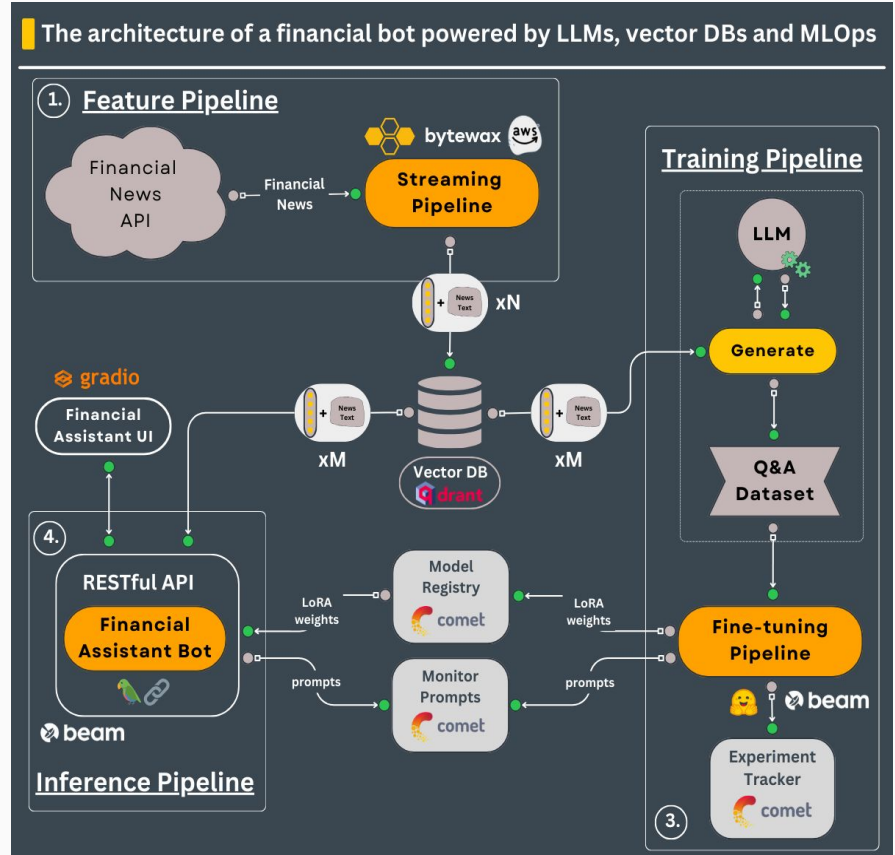 The architecture of a financial bot powered by LLMs, vector DBs and MLOps
1.
Feature Pipeline
Financial
News
API
Financial
News
bytewax
aws
Streaming
Pipeline
+
News
Text
xN
Training Pipeline
LLM
Generate
Q&A
Dataset
gradio
Financial
Assistant UI
+
News
Text
xM
Vector DB
drant
+
News
Text
xM
4.
RESTful API
Financial
Assistant Bot
beam
Inference Pipeline
LoRA
weights
Model
Registry
comet
LoRA
weights
prompts
Monitor
Prompts
comet
prompts
Fine-tuning
Pipeline
beam
Experiment
Tracker
comet
3.